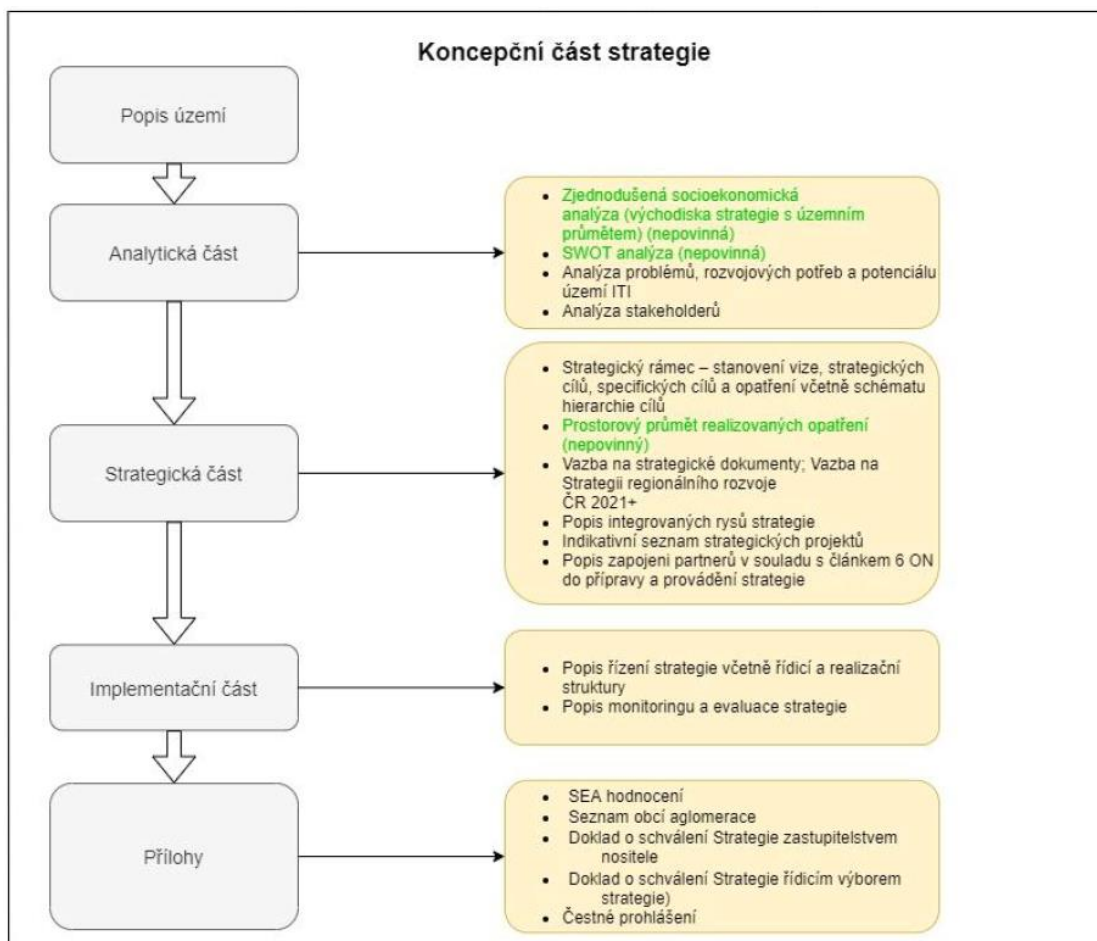 Koncepční část strategie
Popis území
Analytická část
Zjednodušená socioekonomická
analýza (východiska strategie s územním
průmětem) (nepovinná)
SWOT analýza (nepovinná)
Analýza problémů, rozvojových potřeb a potenciálu
území ITI
Analýza stakeholderů
Strategická část
Strategický rámec – stanovení vize, strategických
cílů, specifických cílů a opatření včetně schématu
hierarchie cílů
Prostorový průmět realizovaných opatření
(nepovinný)
Vazba na strategické dokumenty; Vazba na
Strategii regionálního rozvoje
ČR 2021+
Popis integrovaných rysů strategie
Indikativní seznam strategických projektů
Popis zapojeni partnerů v souladu s článkem 6 ON
do přípravy a provádění strategie
Implementační část
Popis řízení strategie včetně řídicí a realizační
struktury
Popis monitoringu a evaluace strategie
Přílohy
SEA hodnocení
Seznam obcí aglomerace
Doklad o schválení Strategie zastupitelstvem
nositele
Doklad o schválení Strategie řídicím výborem
strategie)
Čestné prohlášení